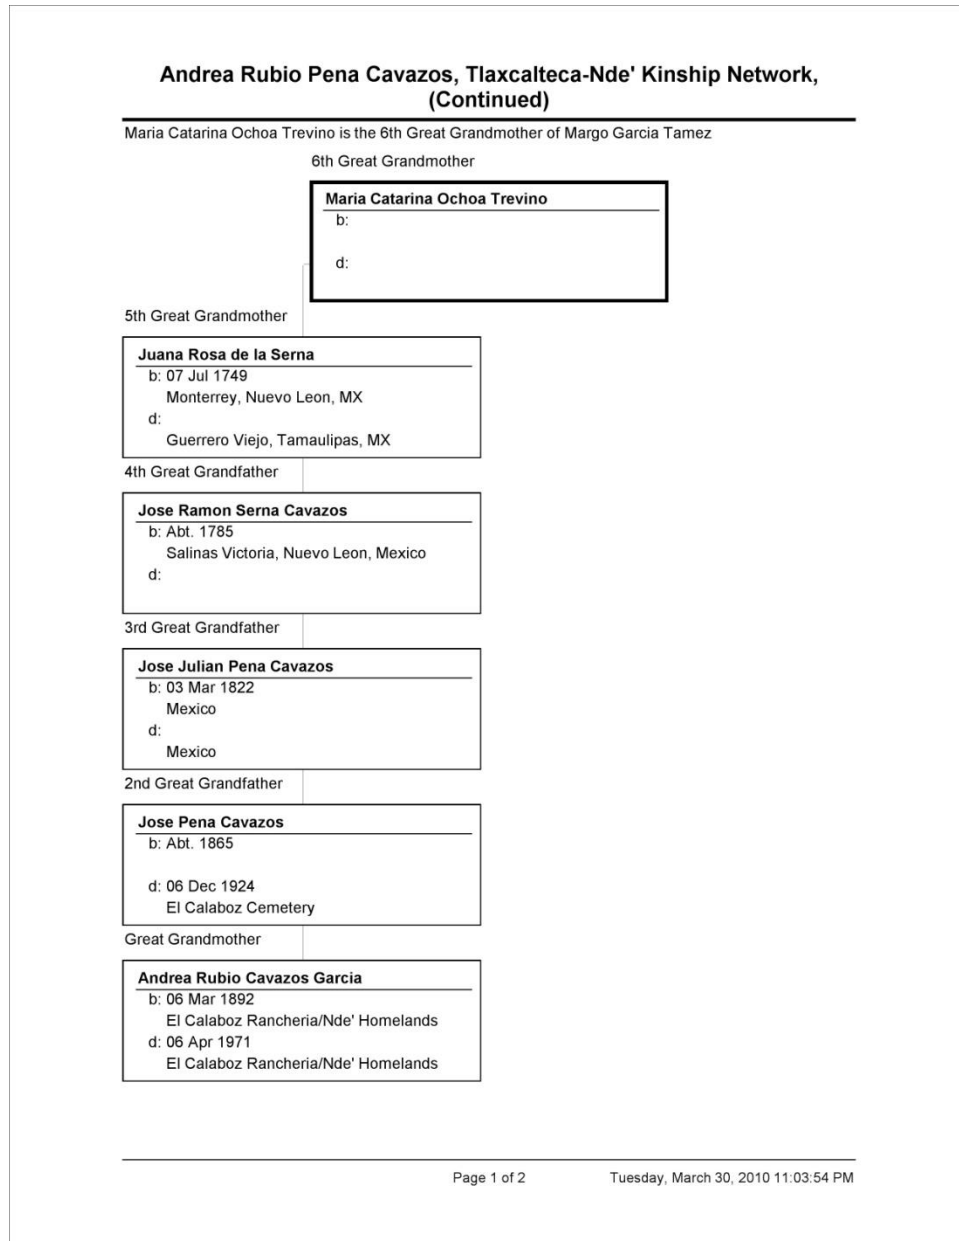 Andrea Rubio Pena Cavazos, Tlaxcalteca-Nde' Kinship Network,
(Continued)
Maria Catarina Ochoa Trevino is the 6th Great Grandmother of Margo Garcia Tamez
6th Great Grandmother
Maria Catarina Ochoa Trevino
b:
d:
5th Great Grandmother
Juana Rosa de la Serna
b: 07 Jul 1749
Monterrey, Nuevo Leon, MX
d:
Guerrero Viejo, Tamaulipas, MX
4th Great Grandfather
Jose Ramon Serna Cavazos
b: Abt. 1785
Salinas Victoria, Nuevo Leon, Mexico
d:
3rd Great Grandfather
Jose Julian Pena Cavazos
b: 03 Mar 1822
Mexico
d:
Mexico
2nd Great Grandfather
Jose Pena Cavazos
b: Abt. 1865
d: 06 Dec 1924
El Calaboz Cemetery
Great Grandmother
Andrea Rubio Cavazos Garcia
b: 06 Mar 1892
El Calaboz Rancheria/Nde' Homelands
d: 06 Apr 1971
El Calaboz Rancheria/Nde' Homelands
Page 1 of 2 Tuesday, March 30, 2010 11:03:54 PM